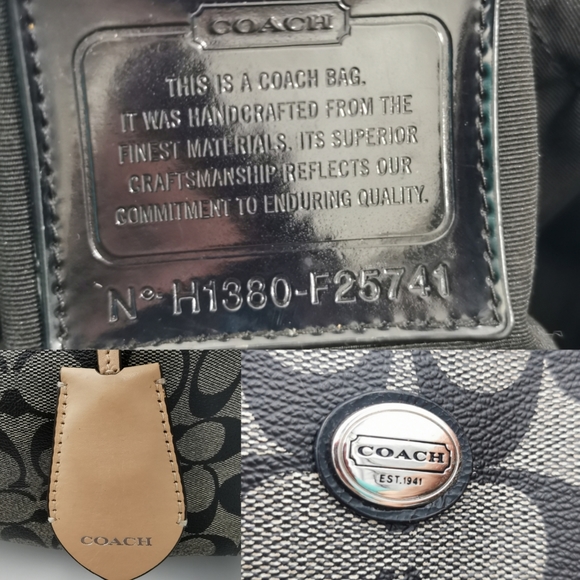 COACH
THIS IS A COACH BAG.
IT WAS HANDCRAFTED FROM THE
FINEST MATERIALS. ITS SUPERIOR
CRAFTSMANSHIP REFLECTS OUR
COMMITMENT TO ENDURING QUALITY.
No H1380-F25741
COACH
COACH
EST.1941